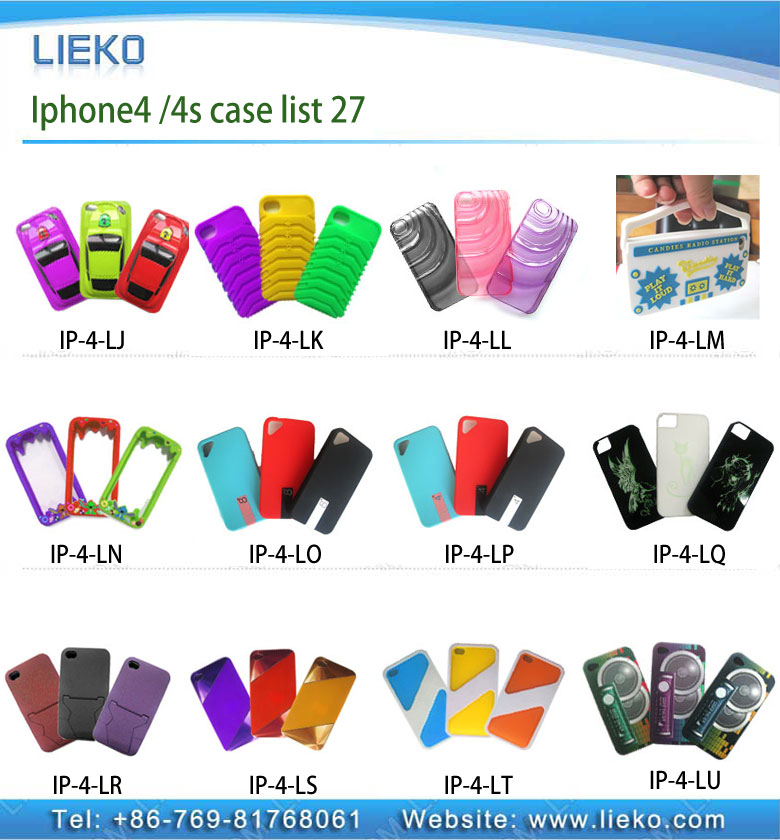 LIEKO
Iphone4 /4s case list 27
CANDIES RADIO STATION
Candies
PLAY IT LOUD
PLAY IT HARD
IP-4-LJ IP-4-LK IP-4-LL IP-4-LM
IP-4-LN IP-4-LO IP-4-LP IP-4-LQ
IP-4-LR IP-4-LS IP-4-LT IP-4-LU
Tel: +86-769-81768061 Website: www.lieko.com